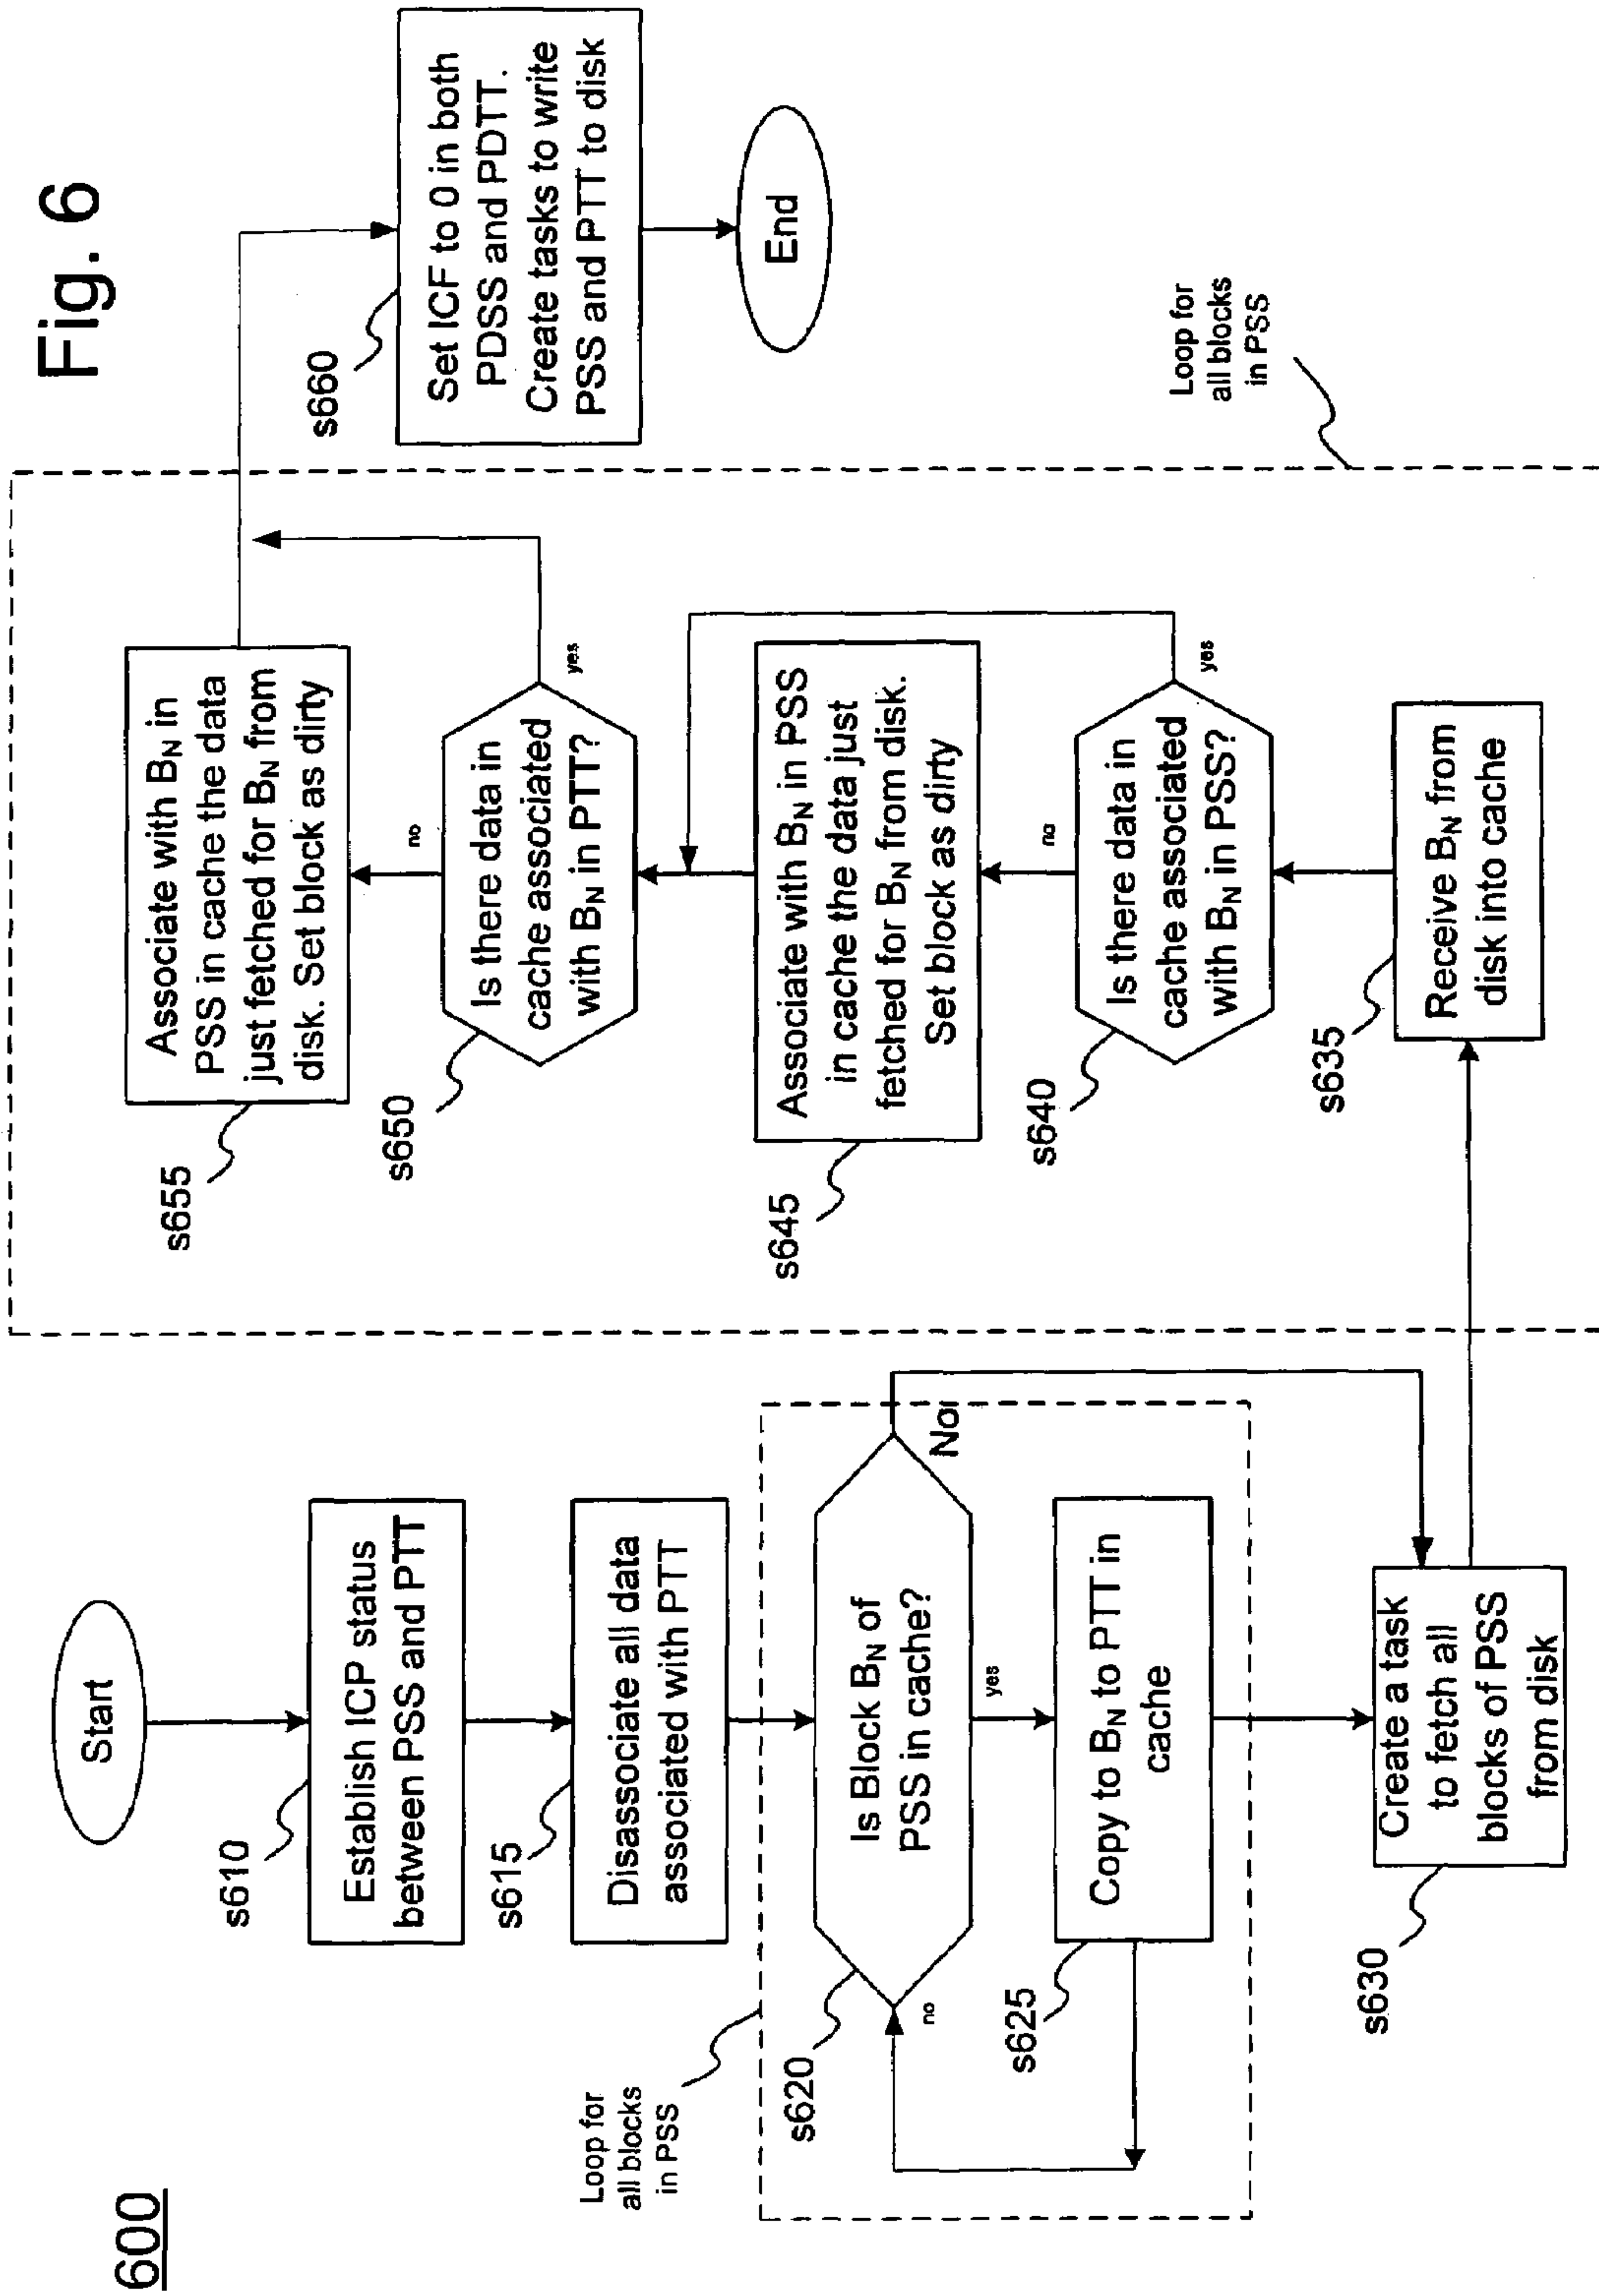 600
Fig. 6
Start
s610
Establish ICP status
between PSS and PTT
s615
Disassociate all data
associated with PTT
Loop for
all blocks
in PSS
s620
Is Block BN of
PSS in cache?
no
No
yes
s625
Copy to BN to PTT in
cache
s630
Create a task
to fetch all
blocks of PSS
from disk
s635
Receive BN from
disk into cache
s640
Is there data in
cache associated
with BN in PSS?
yes
no
s645
Associate with BN in PSS
in cache the data just
fetched for BN from disk.
Set block as dirty
s650
Is there data in
cache associated
with BN in PTT?
yes
no
s655
Associate with BN in
PSS in cache the data
just fetched for BN from
disk. Set block as dirty
Loop for
all blocks
in PSS
s660
Set ICF to 0 in both
PDSS and PDTT.
Create tasks to write
PSS and PTT to disk
End